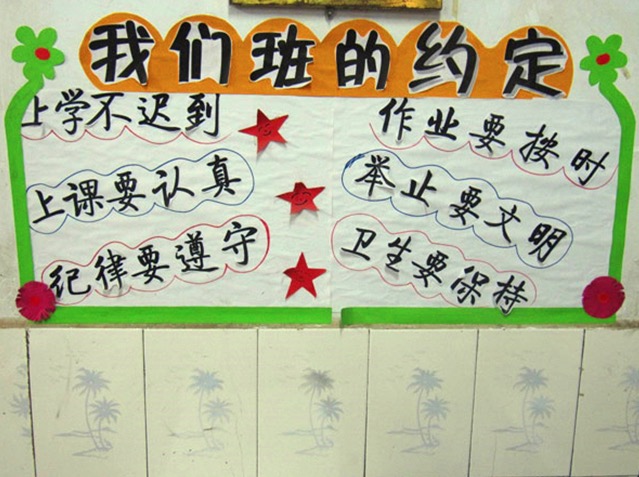 我们班的约定
上学不迟到
上课要认真
纪律要遵守
作业要按时
举止要文明
卫生要保持